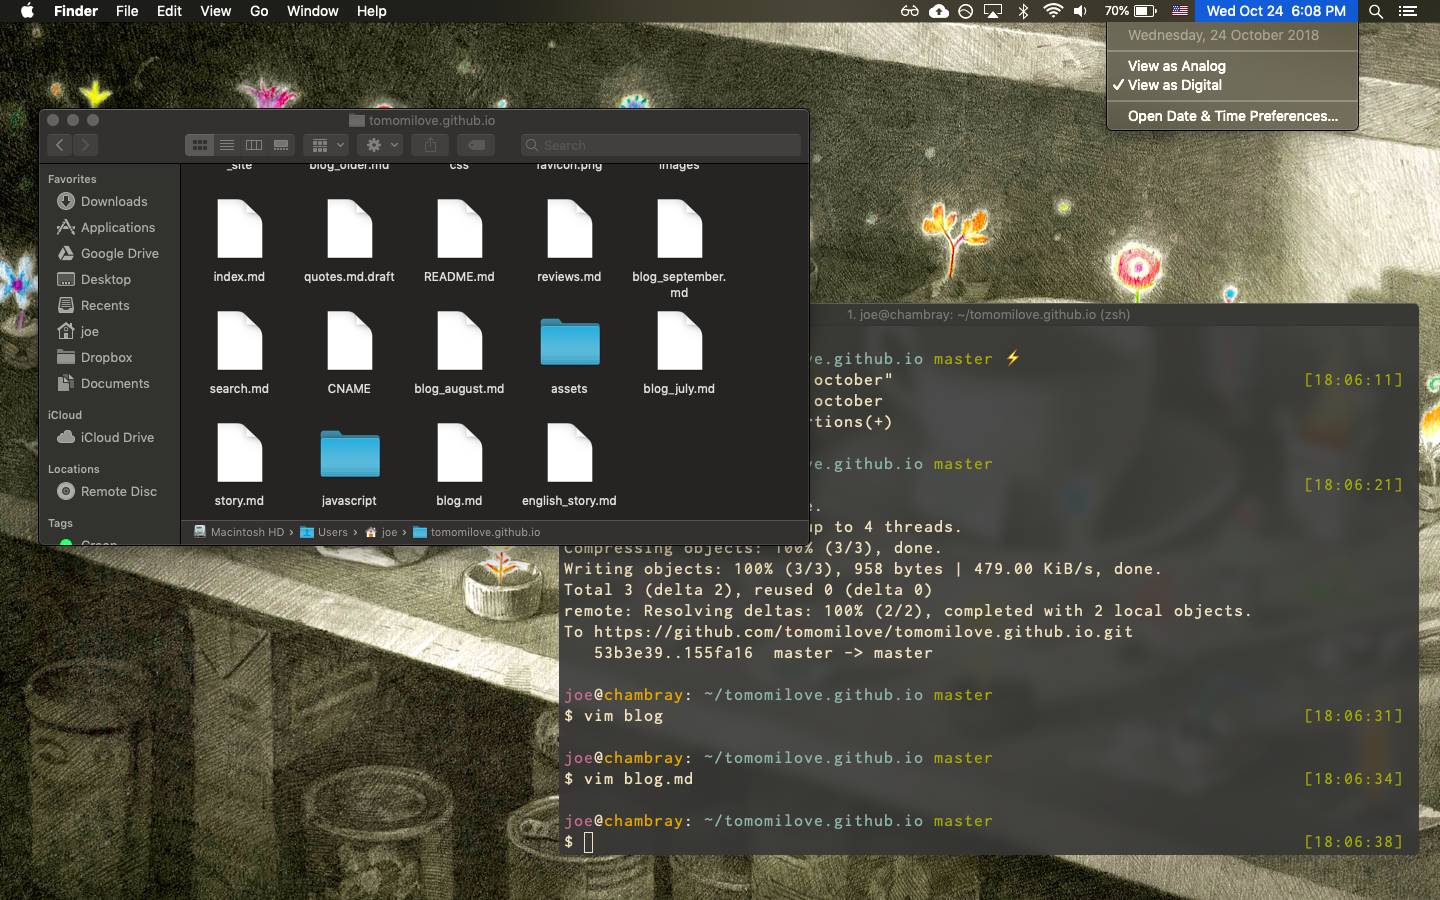 Finder File Edit View Go Window Help 70% Wed Oct 24 6:08 PM
Wednesday, 24 October 2018
View as Analog
✓ View as Digital
Open Date & Time Preferences...
tomomilove.github.io
Search
Favorites
Downloads
Applications
Google Drive
Desktop
Recents
joe
Dropbox
Documents
iCloud
iCloud Drive
Locations
Remote Disc
Tags
Green
_site blog_older.md css favicon.png images
index.md quotes.md.draft README.md reviews.md blog_september.
md
search.md CNAME blog_august.md assets blog_july.md
story.md javascript blog.md english_story.md
Macintosh HD › Users › joe › tomomilove.github.io
1. joe@chambray: ~/tomomilove.github.io (zsh)
ve.github.io master ⚡
october" [18:06:11]
october
rtions(+)
ve.github.io master
[18:06:21]
e.
up to 4 threads.
Compressing objects: 100% (3/3), done.
Writing objects: 100% (3/3), 958 bytes | 479.00 KiB/s, done.
Total 3 (delta 2), reused 0 (delta 0)
remote: Resolving deltas: 100% (2/2), completed with 2 local objects.
To https://github.com/tomomilove/tomomilove.github.io.git
53b3e39..155fa16 master -> master
joe@chambray: ~/tomomilove.github.io master
$ vim blog [18:06:31]
joe@chambray: ~/tomomilove.github.io master
$ vim blog.md [18:06:34]
joe@chambray: ~/tomomilove.github.io master
$ [18:06:38]